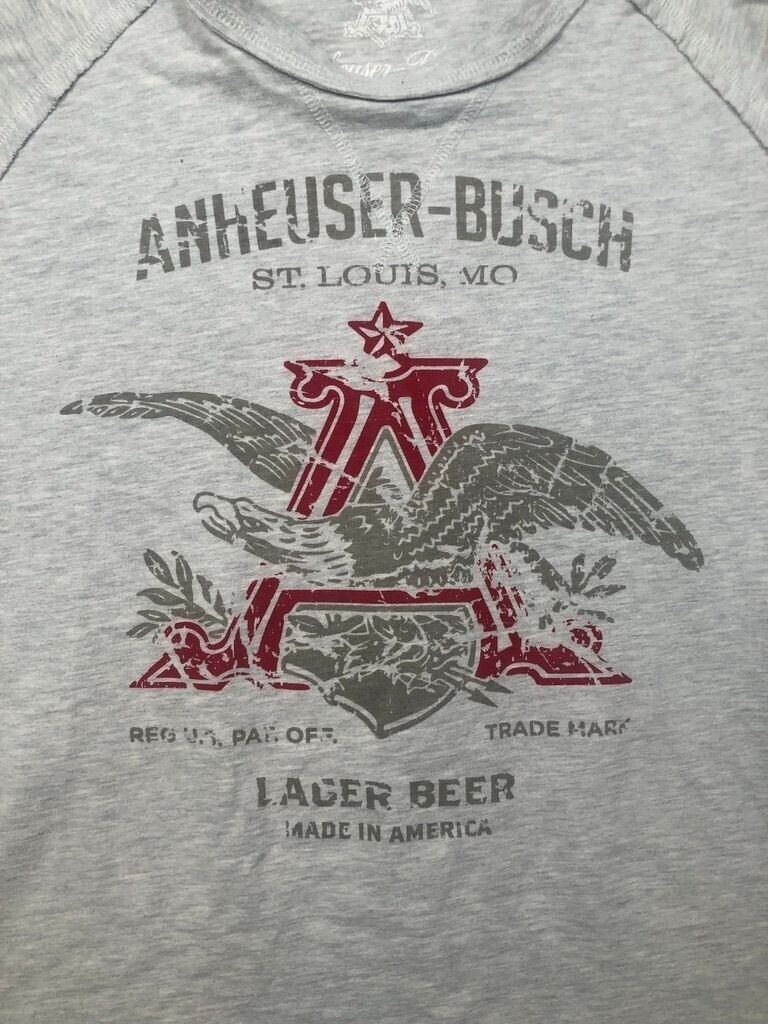 ANHEUSER-BUSCH
ST. LOUIS, MO
A
REG U.S. PAT. OFF. TRADE MARK
LAGER BEER
MADE IN AMERICA